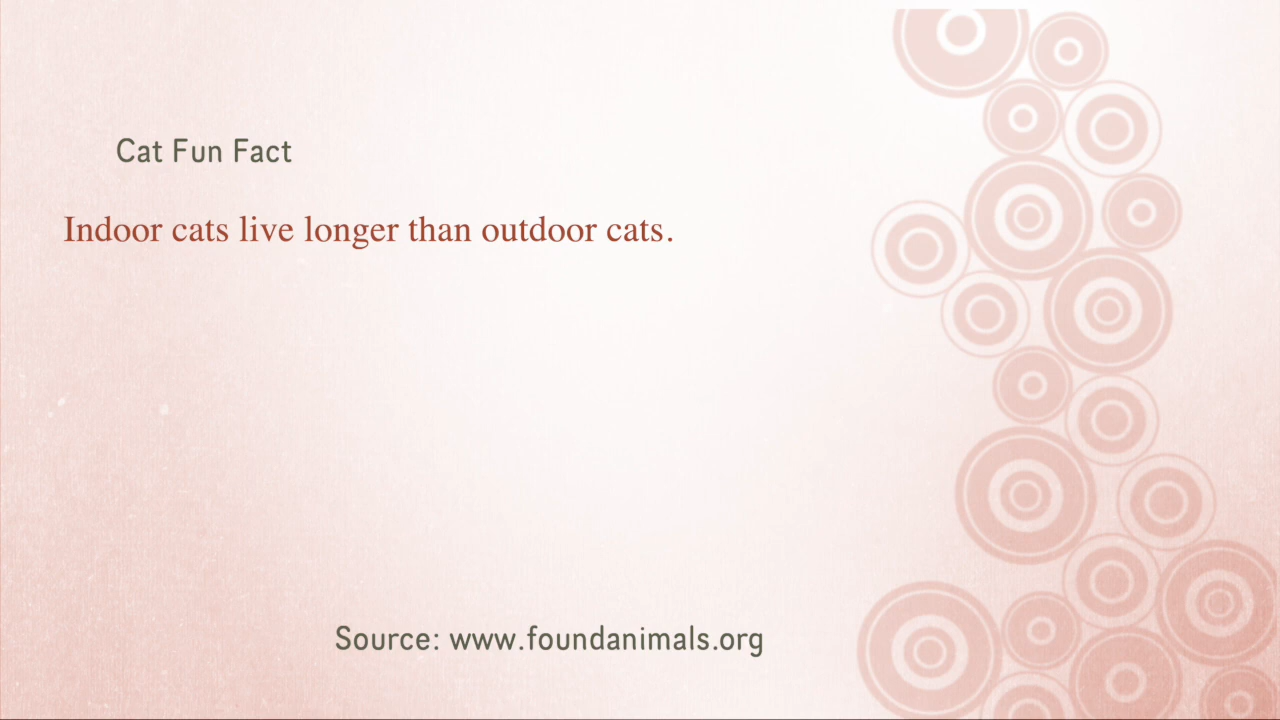 Cat Fun Fact
Indoor cats live longer than outdoor cats.
Source: www.foundanimals.org